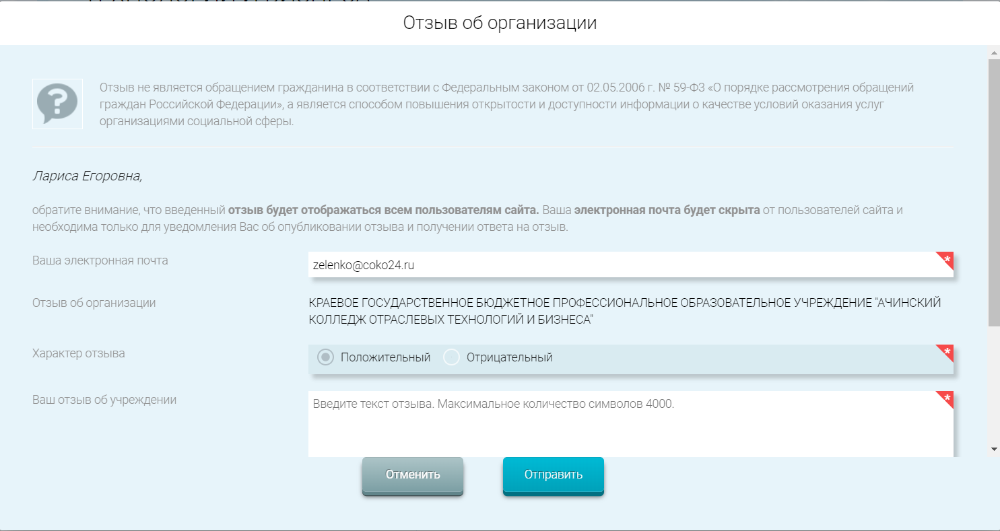 Отзыв об организации
Отзыв не является обращением гражданина в соответствии с Федеральным законом от 02.05.2006 г. № 59-ФЗ «О порядке рассмотрения обращений
граждан Российской Федерации», а является способом повышения открытости и доступности информации о качестве условий оказания услуг
организациями социальной сферы.
Лариса Егоровна,
обратите внимание, что введенный отзыв будет отображаться всем пользователям сайта. Ваша электронная почта будет скрыта от пользователей сайта и
необходима только для уведомления Вас об опубликовании отзыва и получении ответа на отзыв.
Ваша электронная почта
zelenko@coko24.ru
Отзыв об организации
КРАЕВОЕ ГОСУДАРСТВЕННОЕ БЮДЖЕТНОЕ ПРОФЕССИОНАЛЬНОЕ ОБРАЗОВАТЕЛЬНОЕ УЧРЕЖДЕНИЕ "АЧИНСКИЙ
КОЛЛЕДЖ ОТРАСЛЕВЫХ ТЕХНОЛОГИЙ И БИЗНЕСА"
Характер отзыва
Положительный Отрицательный
Ваш отзыв об учреждении
Введите текст отзыва. Максимальное количество символов 4000.
Отменить Отправить